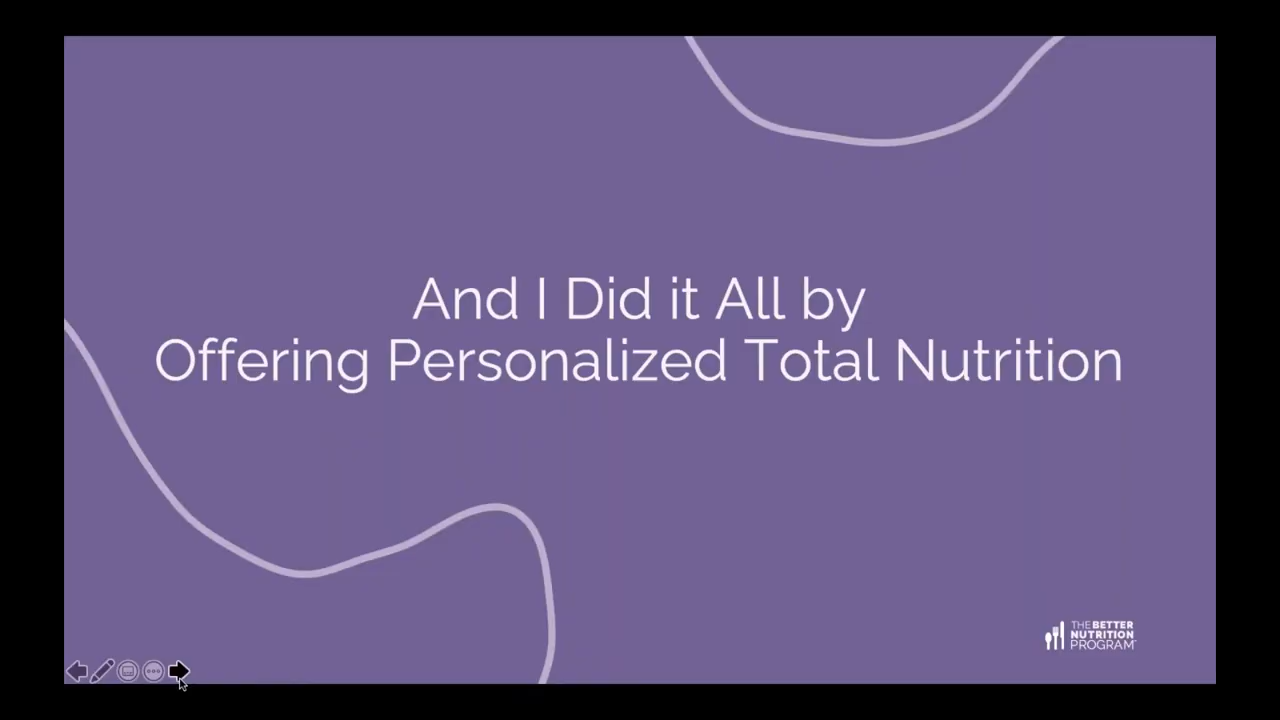 And I Did it All by
Offering Personalized Total Nutrition
THE BETTER
NUTRITION
PROGRAM